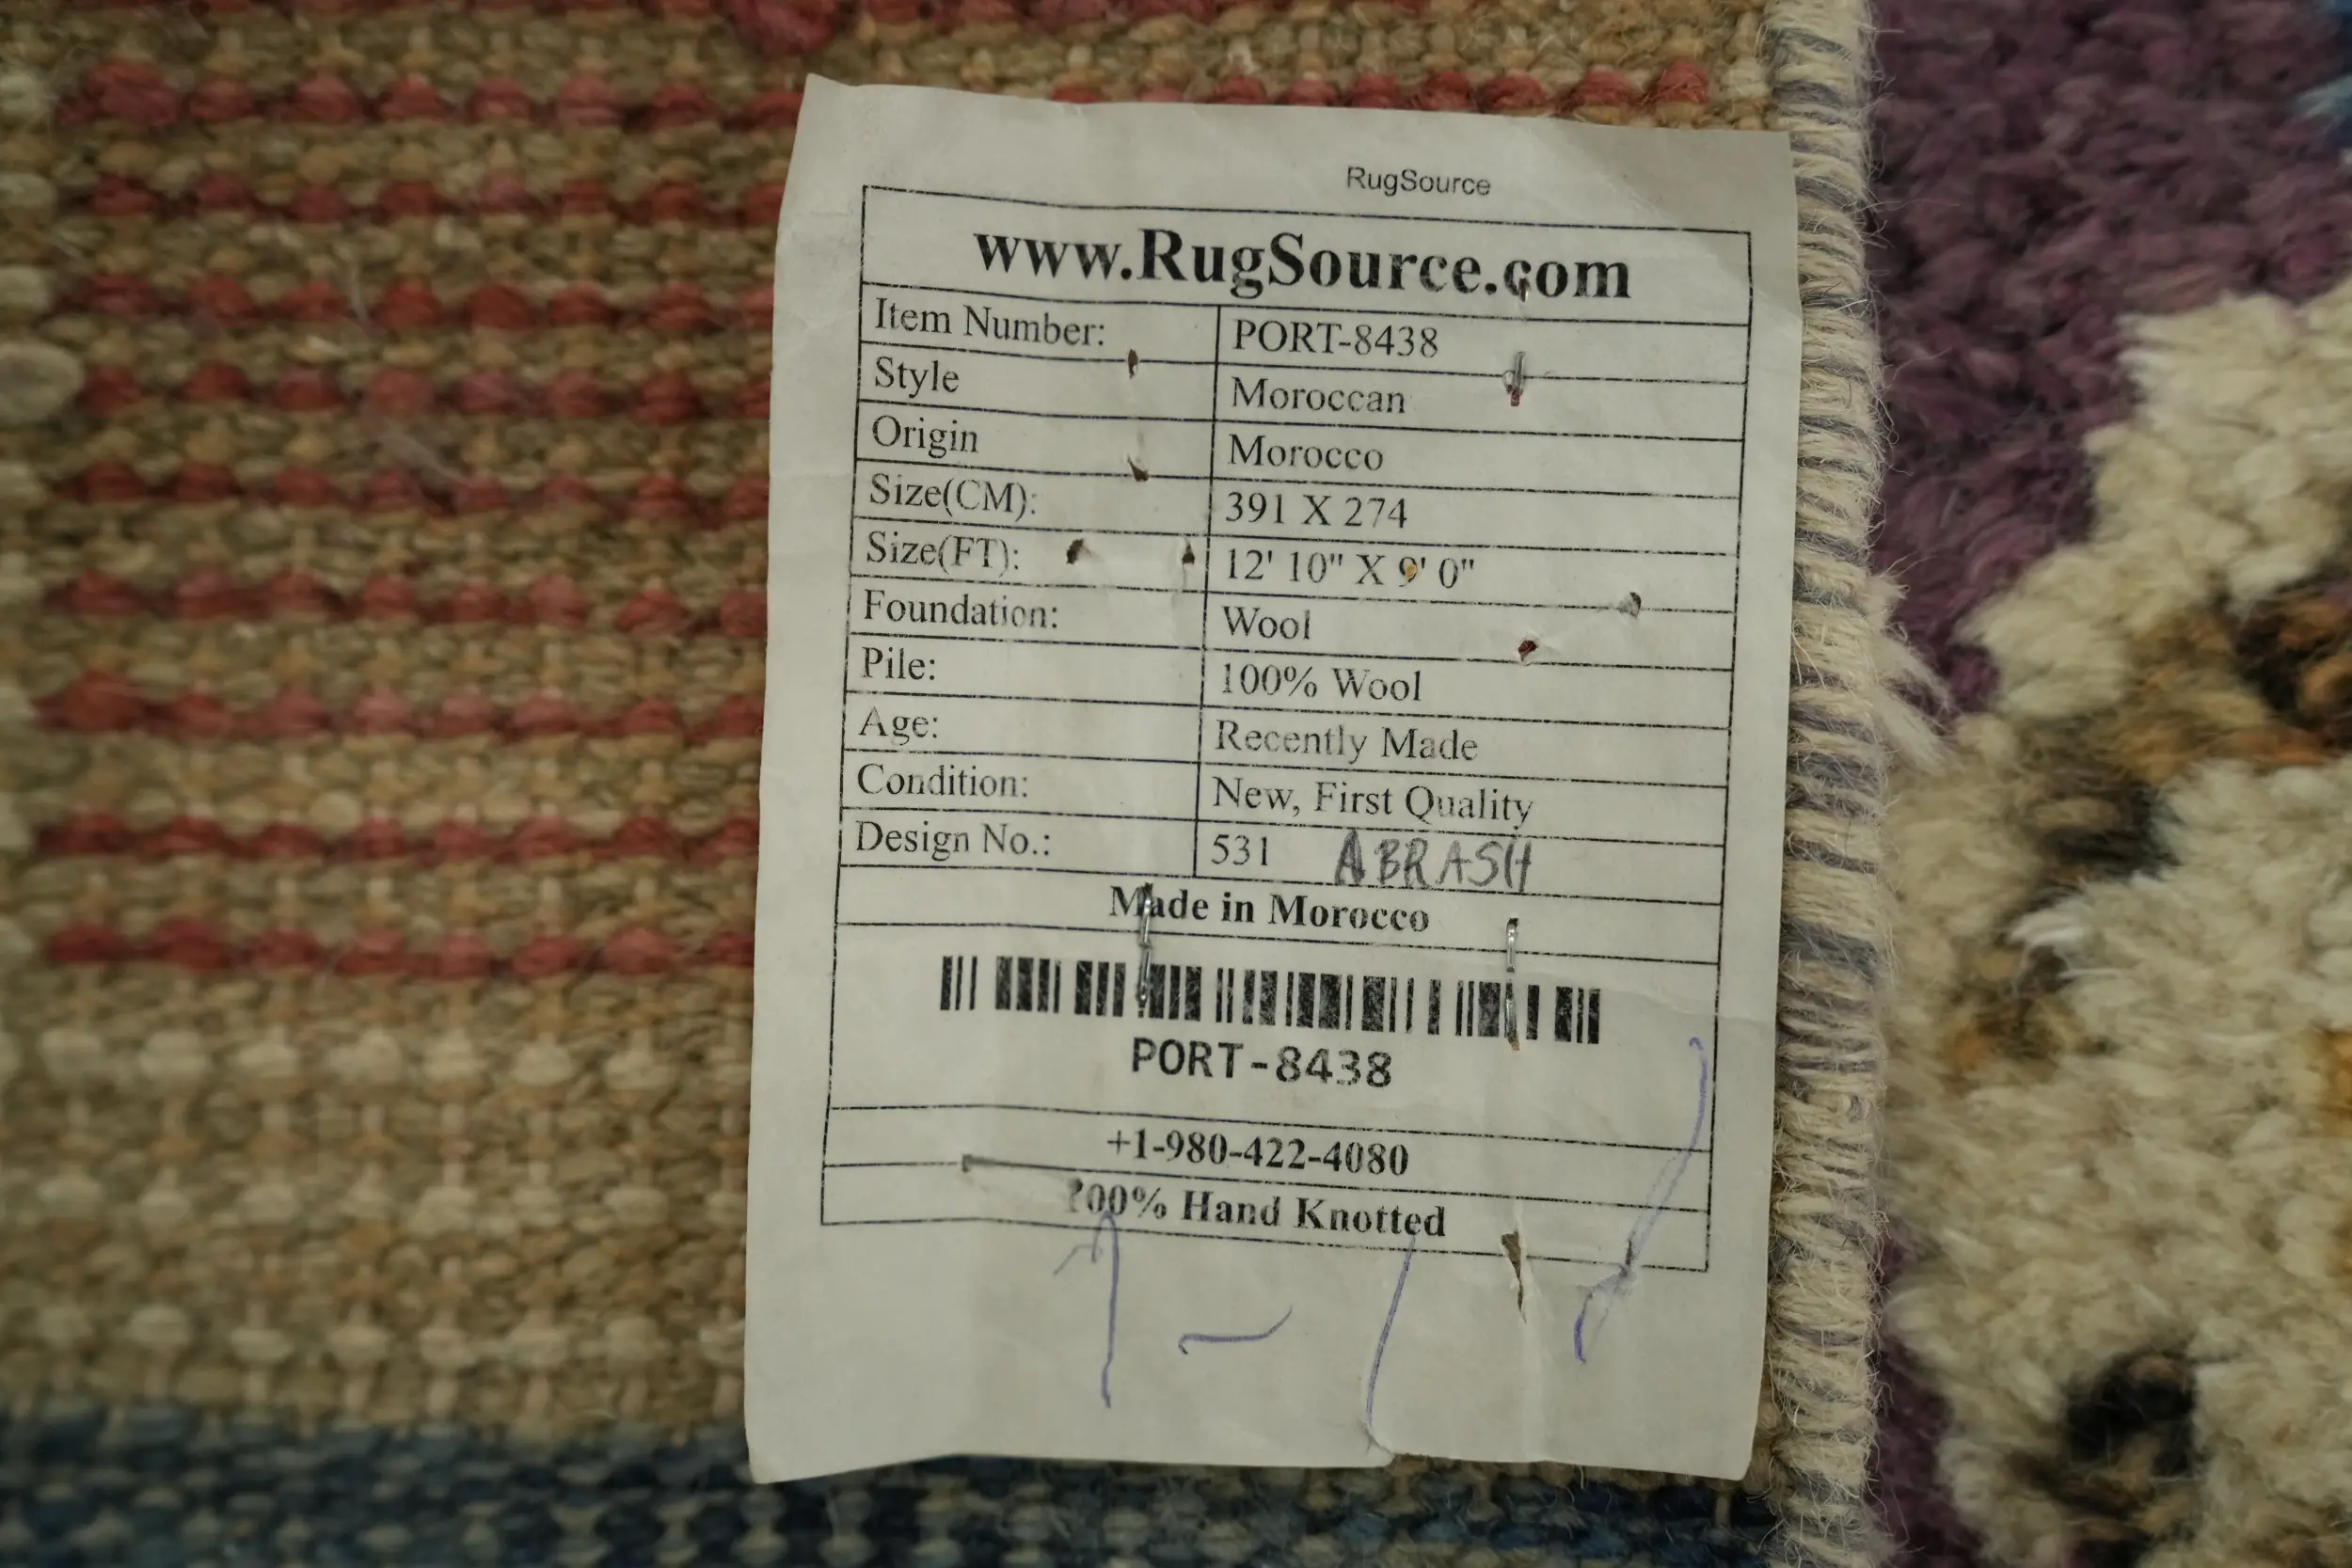 RugSource
www.RugSource.com
Item Number: PORT-8438
Style Moroccan
Origin Morocco
Size(CM): 391 X 274
Size(FT): 12' 10" X 9' 0"
Foundation: Wool
Pile: 100% Wool
Age: Recently Made
Condition: New, First Quality
Design No.: 531 ABRASH
Made in Morocco
PORT-8438
+1-980-422-4080
100% Hand Knotted